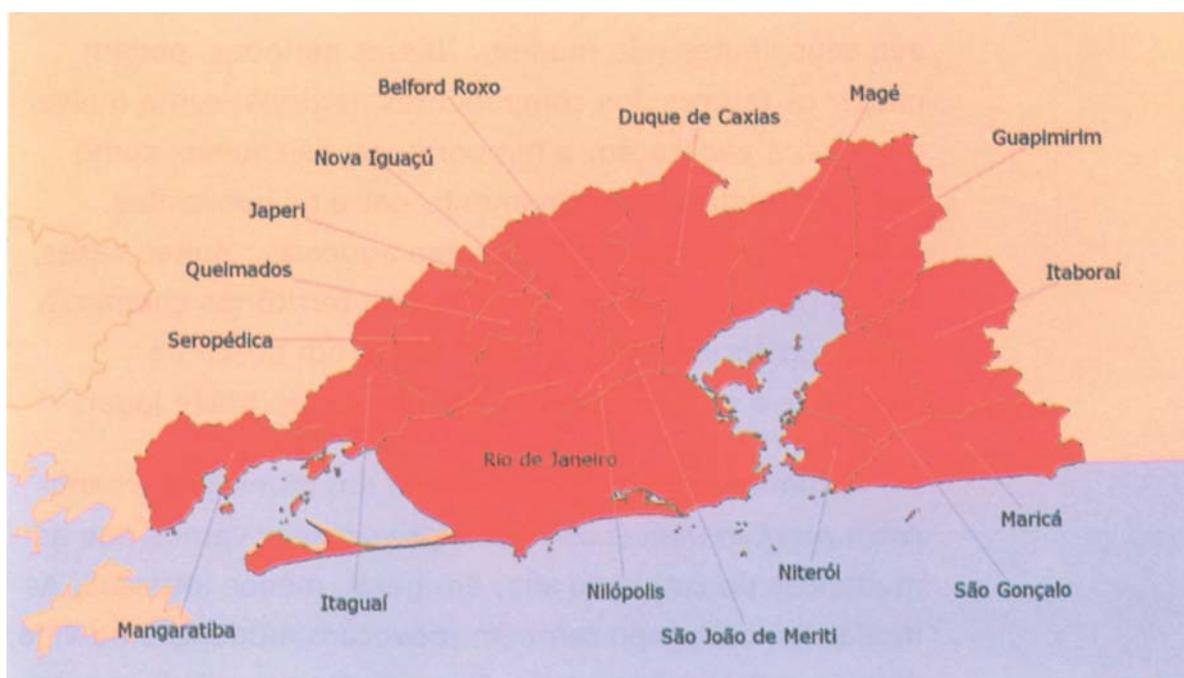 Belford Roxo
Magé
Duque de Caxias
Guapimirim
Nova Iguaçú
Japeri
Queimados
Itaboraí
Seropédica
Rio de Janeiro
Maricá
Niterói
São Gonçalo
Nilópolis
Itaguaí
Mangaratiba
São João de Meriti